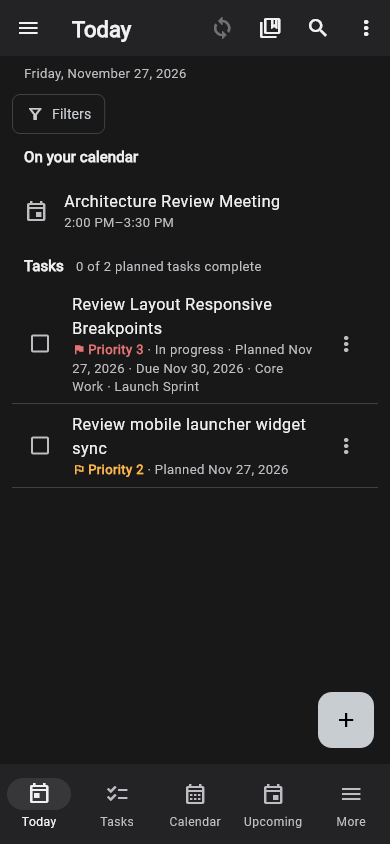 Today
Friday, November 27, 2026
Filters
On your calendar
Architecture Review Meeting
2:00 PM–3:30 PM
Tasks 0 of 2 planned tasks complete
Review Layout Responsive
Breakpoints
Priority 3 · In progress · Planned Nov
27, 2026 · Due Nov 30, 2026 · Core
Work · Launch Sprint
Review mobile launcher widget
sync
Priority 2 · Planned Nov 27, 2026
Today Tasks Calendar Upcoming More